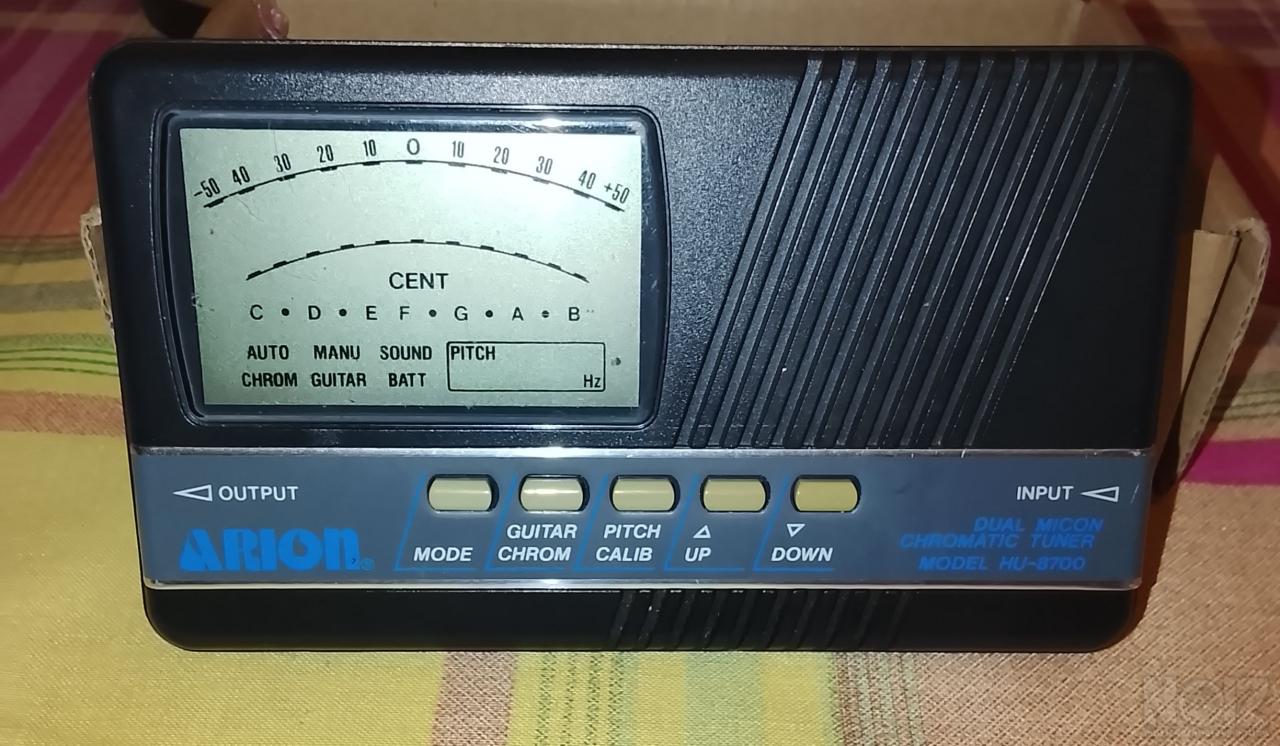 -50 40 30 20 10 0 10 20 30 40 +50
CENT
C • D • E F • G • A • B
AUTO MANU SOUND PITCH
CHROM GUITAR BATT Hz
◁ OUTPUT
INPUT ◁
ARION®
MODE
GUITAR
CHROM
PITCH
CALIB
△
UP
▽
DOWN
DUAL MICON
CHROMATIC TUNER
MODEL HU-8700